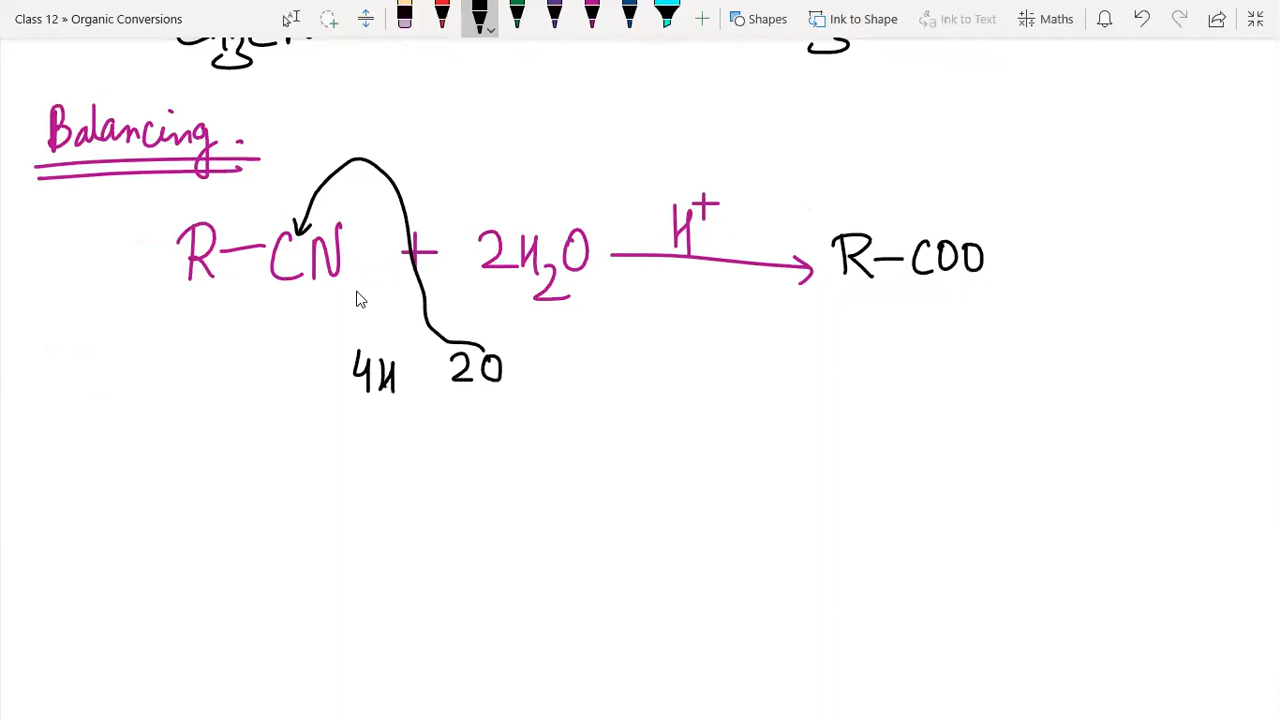 Class 12 » Organic Conversions Shapes Ink to Shape Ink to Text Maths
Balancing.
R-CN + 2H2O H+ R-COO
4H 2O